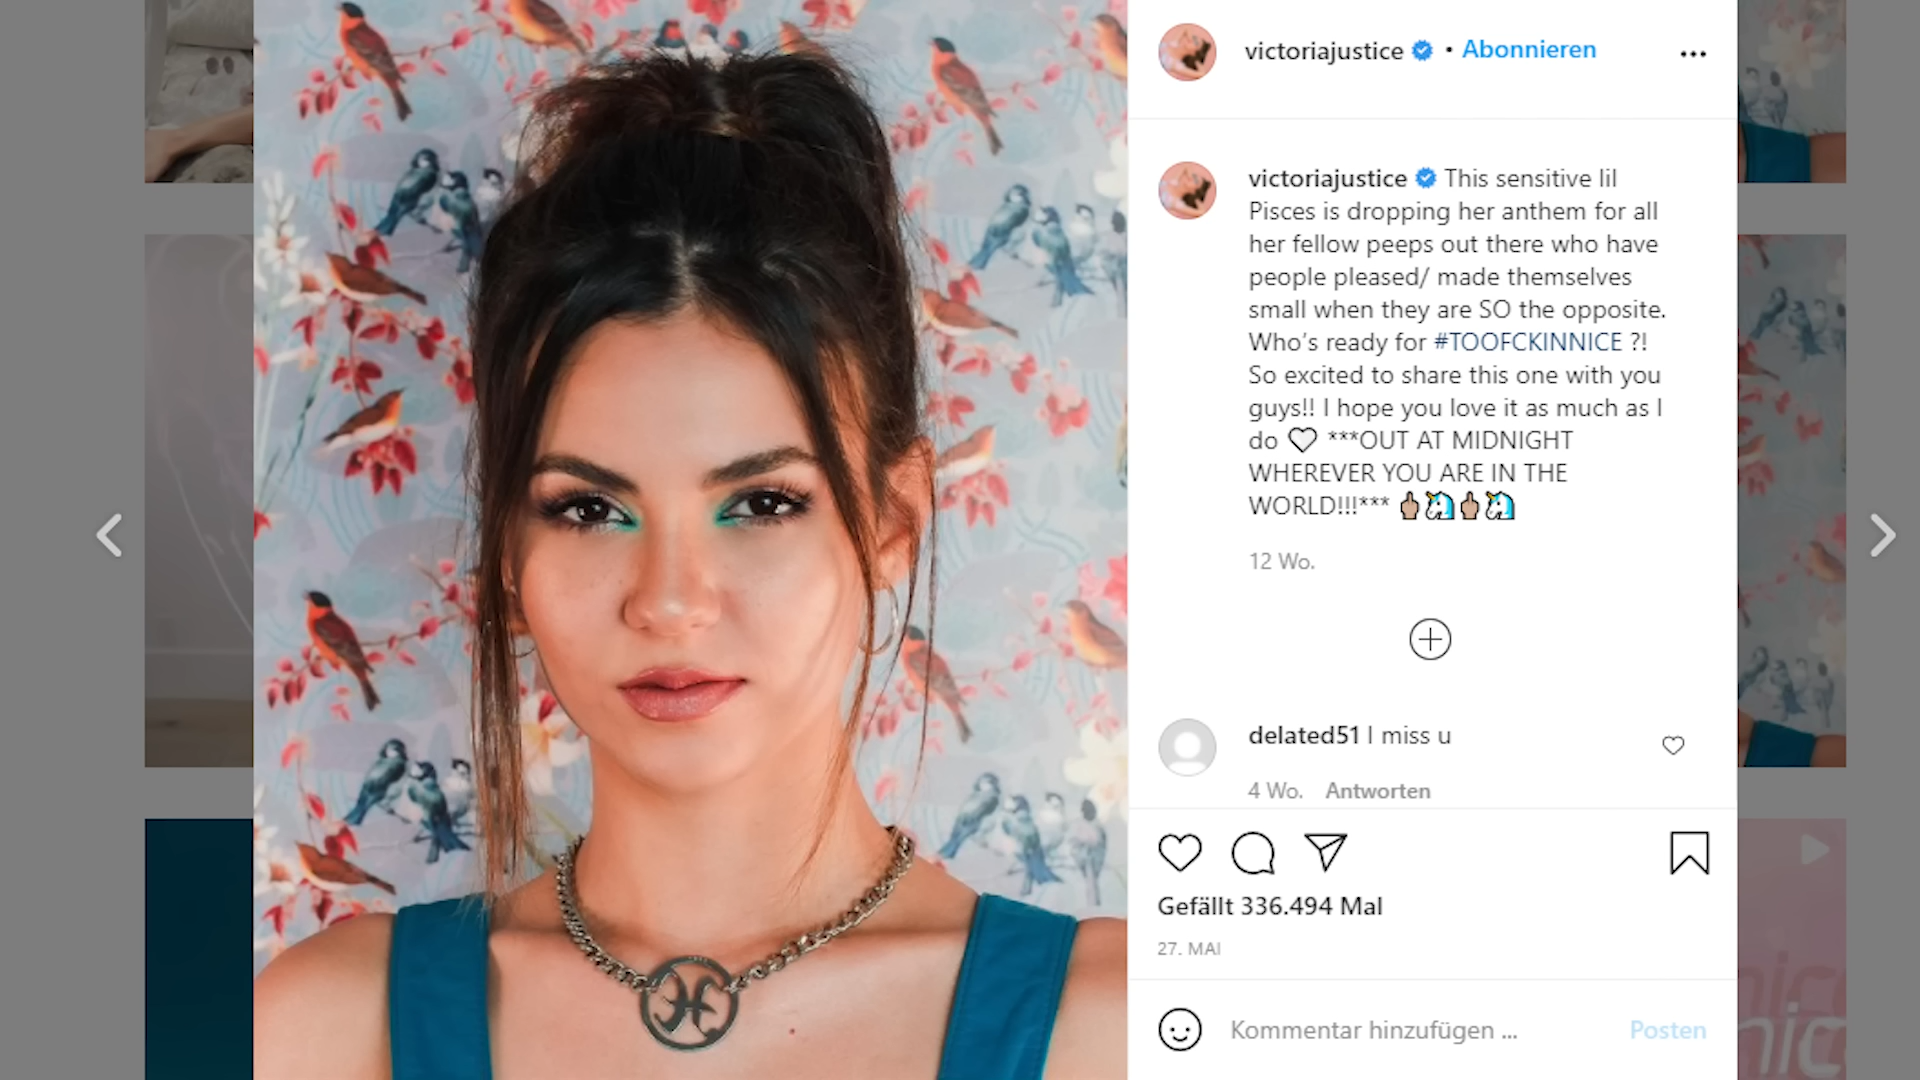 victoriajustice • Abonnieren
victoriajustice This sensitive lil
Pisces is dropping her anthem for all
her fellow peeps out there who have
people pleased/ made themselves
small when they are SO the opposite.
Who's ready for #TOOFCKINNICE ?!
So excited to share this one with you
guys!! I hope you love it as much as I
do ♡ ***OUT AT MIDNIGHT
WHEREVER YOU ARE IN THE
WORLD!!!*** 🖕🏼🦄🖕🏼🦄
12 Wo.
delated51 I miss u
4 Wo. Antworten
Gefällt 336.494 Mal
27. MAI
Kommentar hinzufügen ... Posten